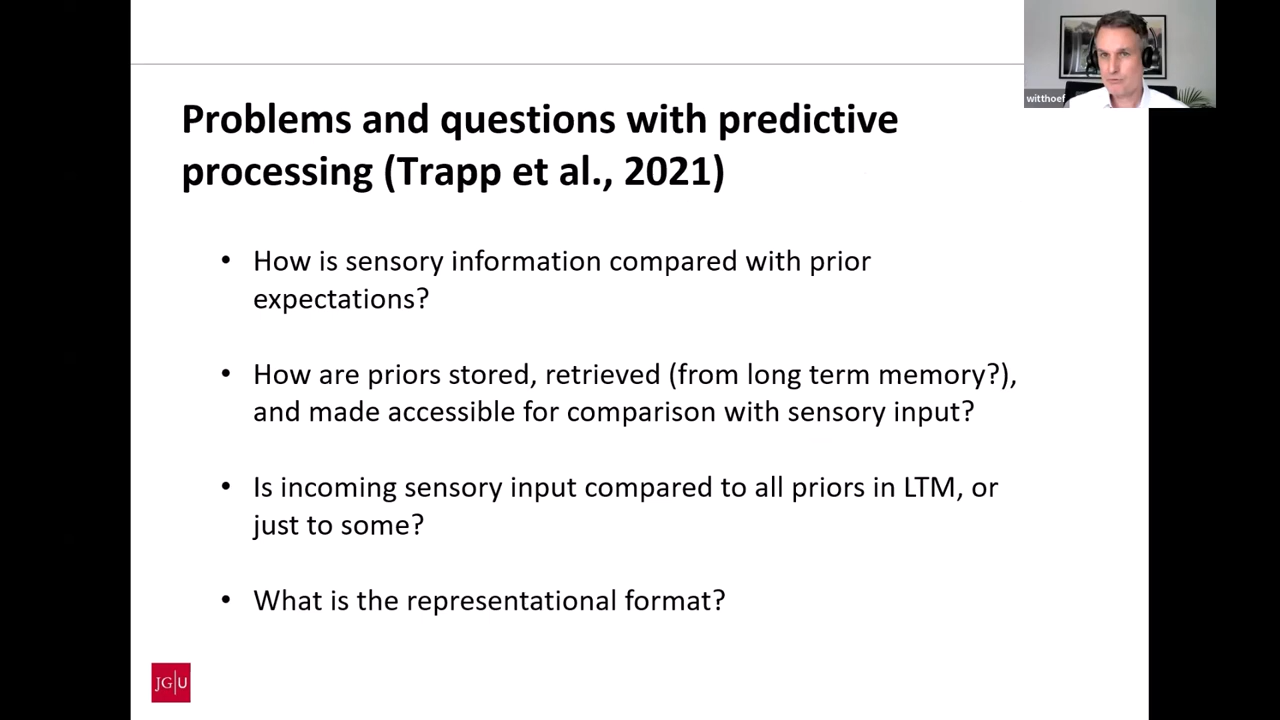 witthoef
Problems and questions with predictive
processing (Trapp et al., 2021)
• How is sensory information compared with prior
expectations?
• How are priors stored, retrieved (from long term memory?),
and made accessible for comparison with sensory input?
• Is incoming sensory input compared to all priors in LTM, or
just to some?
• What is the representational format?
JG|U